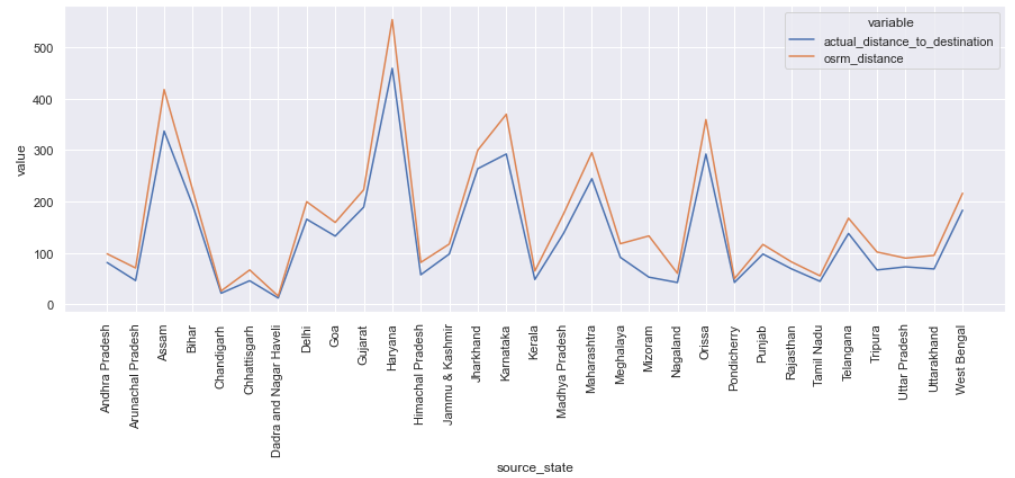 variable
actual_distance_to_destination
osrm_distance
500
400
300
200
100
0
value
Andhra Pradesh
Arunachal Pradesh
Assam
Bihar
Chandigarh
Chhattisgarh
Dadra and Nagar Haveli
Delhi
Goa
Gujarat
Haryana
Himachal Pradesh
Jammu & Kashmir
Jharkhand
Karnataka
Kerala
Madhya Pradesh
Maharashtra
Meghalaya
Mizoram
Nagaland
Orissa
Pondicherry
Punjab
Rajasthan
Tamil Nadu
Telangana
Tripura
Uttar Pradesh
Uttarakhand
West Bengal
source_state